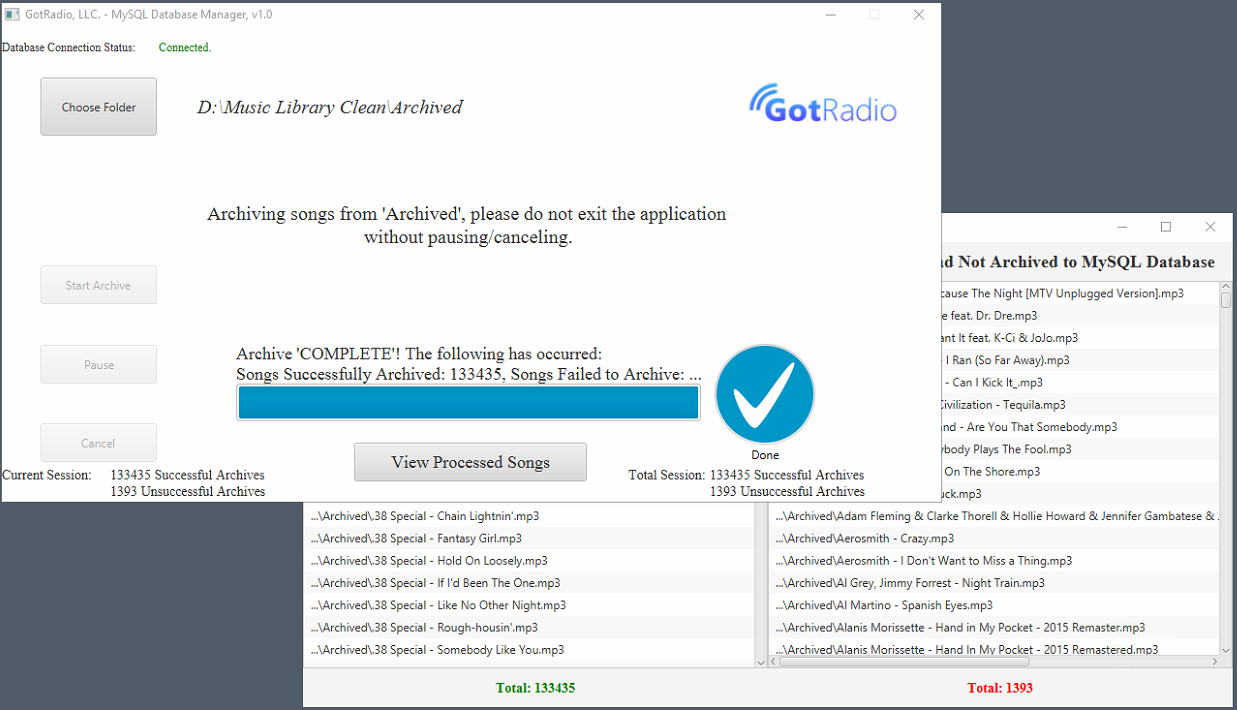 GotRadio, LLC. - MySQL Database Manager, v1.0
Database Connection Status: Connected.
Choose Folder
D:\Music Library Clean\Archived
GotRadio
Archiving songs from 'Archived', please do not exit the application
without pausing/canceling.
Start Archive
Pause
Cancel
Archive 'COMPLETE'! The following has occurred:
Songs Successfully Archived: 133435, Songs Failed to Archive: ...
Done
View Processed Songs
Current Session: 133435 Successful Archives
1393 Unsuccessful Archives
Total Session: 133435 Successful Archives
1393 Unsuccessful Archives
d Not Archived to MySQL Database
cause The Night [MTV Unplugged Version].mp3
e feat. Dr. Dre.mp3
ant It feat. K-Ci & JoJo.mp3
I Ran (So Far Away).mp3
- Can I Kick It_.mp3
Civilization - Tequila.mp3
nd - Are You That Somebody.mp3
ybody Plays The Fool.mp3
On The Shore.mp3
uck.mp3
...\Archived\.38 Special - Chain Lightnin'.mp3
...\Archived\.38 Special - Fantasy Girl.mp3
...\Archived\.38 Special - Hold On Loosely.mp3
...\Archived\.38 Special - If I'd Been The One.mp3
...\Archived\.38 Special - Like No Other Night.mp3
...\Archived\.38 Special - Rough-housin'.mp3
...\Archived\.38 Special - Somebody Like You.mp3
Total: 133435
...\Archived\Adam Fleming & Clarke Thorell & Hollie Howard & Jennifer Gambatese & .
...\Archived\Aerosmith - Crazy.mp3
...\Archived\Aerosmith - I Don't Want to Miss a Thing.mp3
...\Archived\Al Grey, Jimmy Forrest - Night Train.mp3
...\Archived\Al Martino - Spanish Eyes.mp3
...\Archived\Alanis Morissette - Hand in My Pocket - 2015 Remaster.mp3
...\Archived\Alanis Morissette - Hand In My Pocket - 2015 Remastered.mp3
Total: 1393